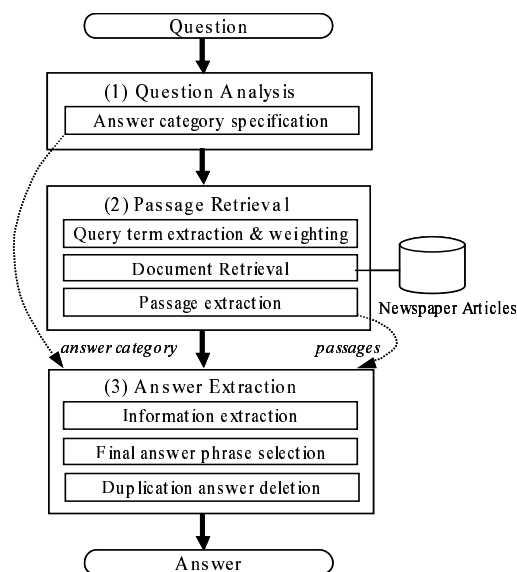 Question
(1) Question Analysis
Answer category specification
(2) Passage Retrieval
Query term extraction & weighting
Document Retrieval
Passage extraction
Newspaper Articles
answer category
passages
(3) Answer Extraction
Information extraction
Final answer phrase selection
Duplication answer deletion
Answer